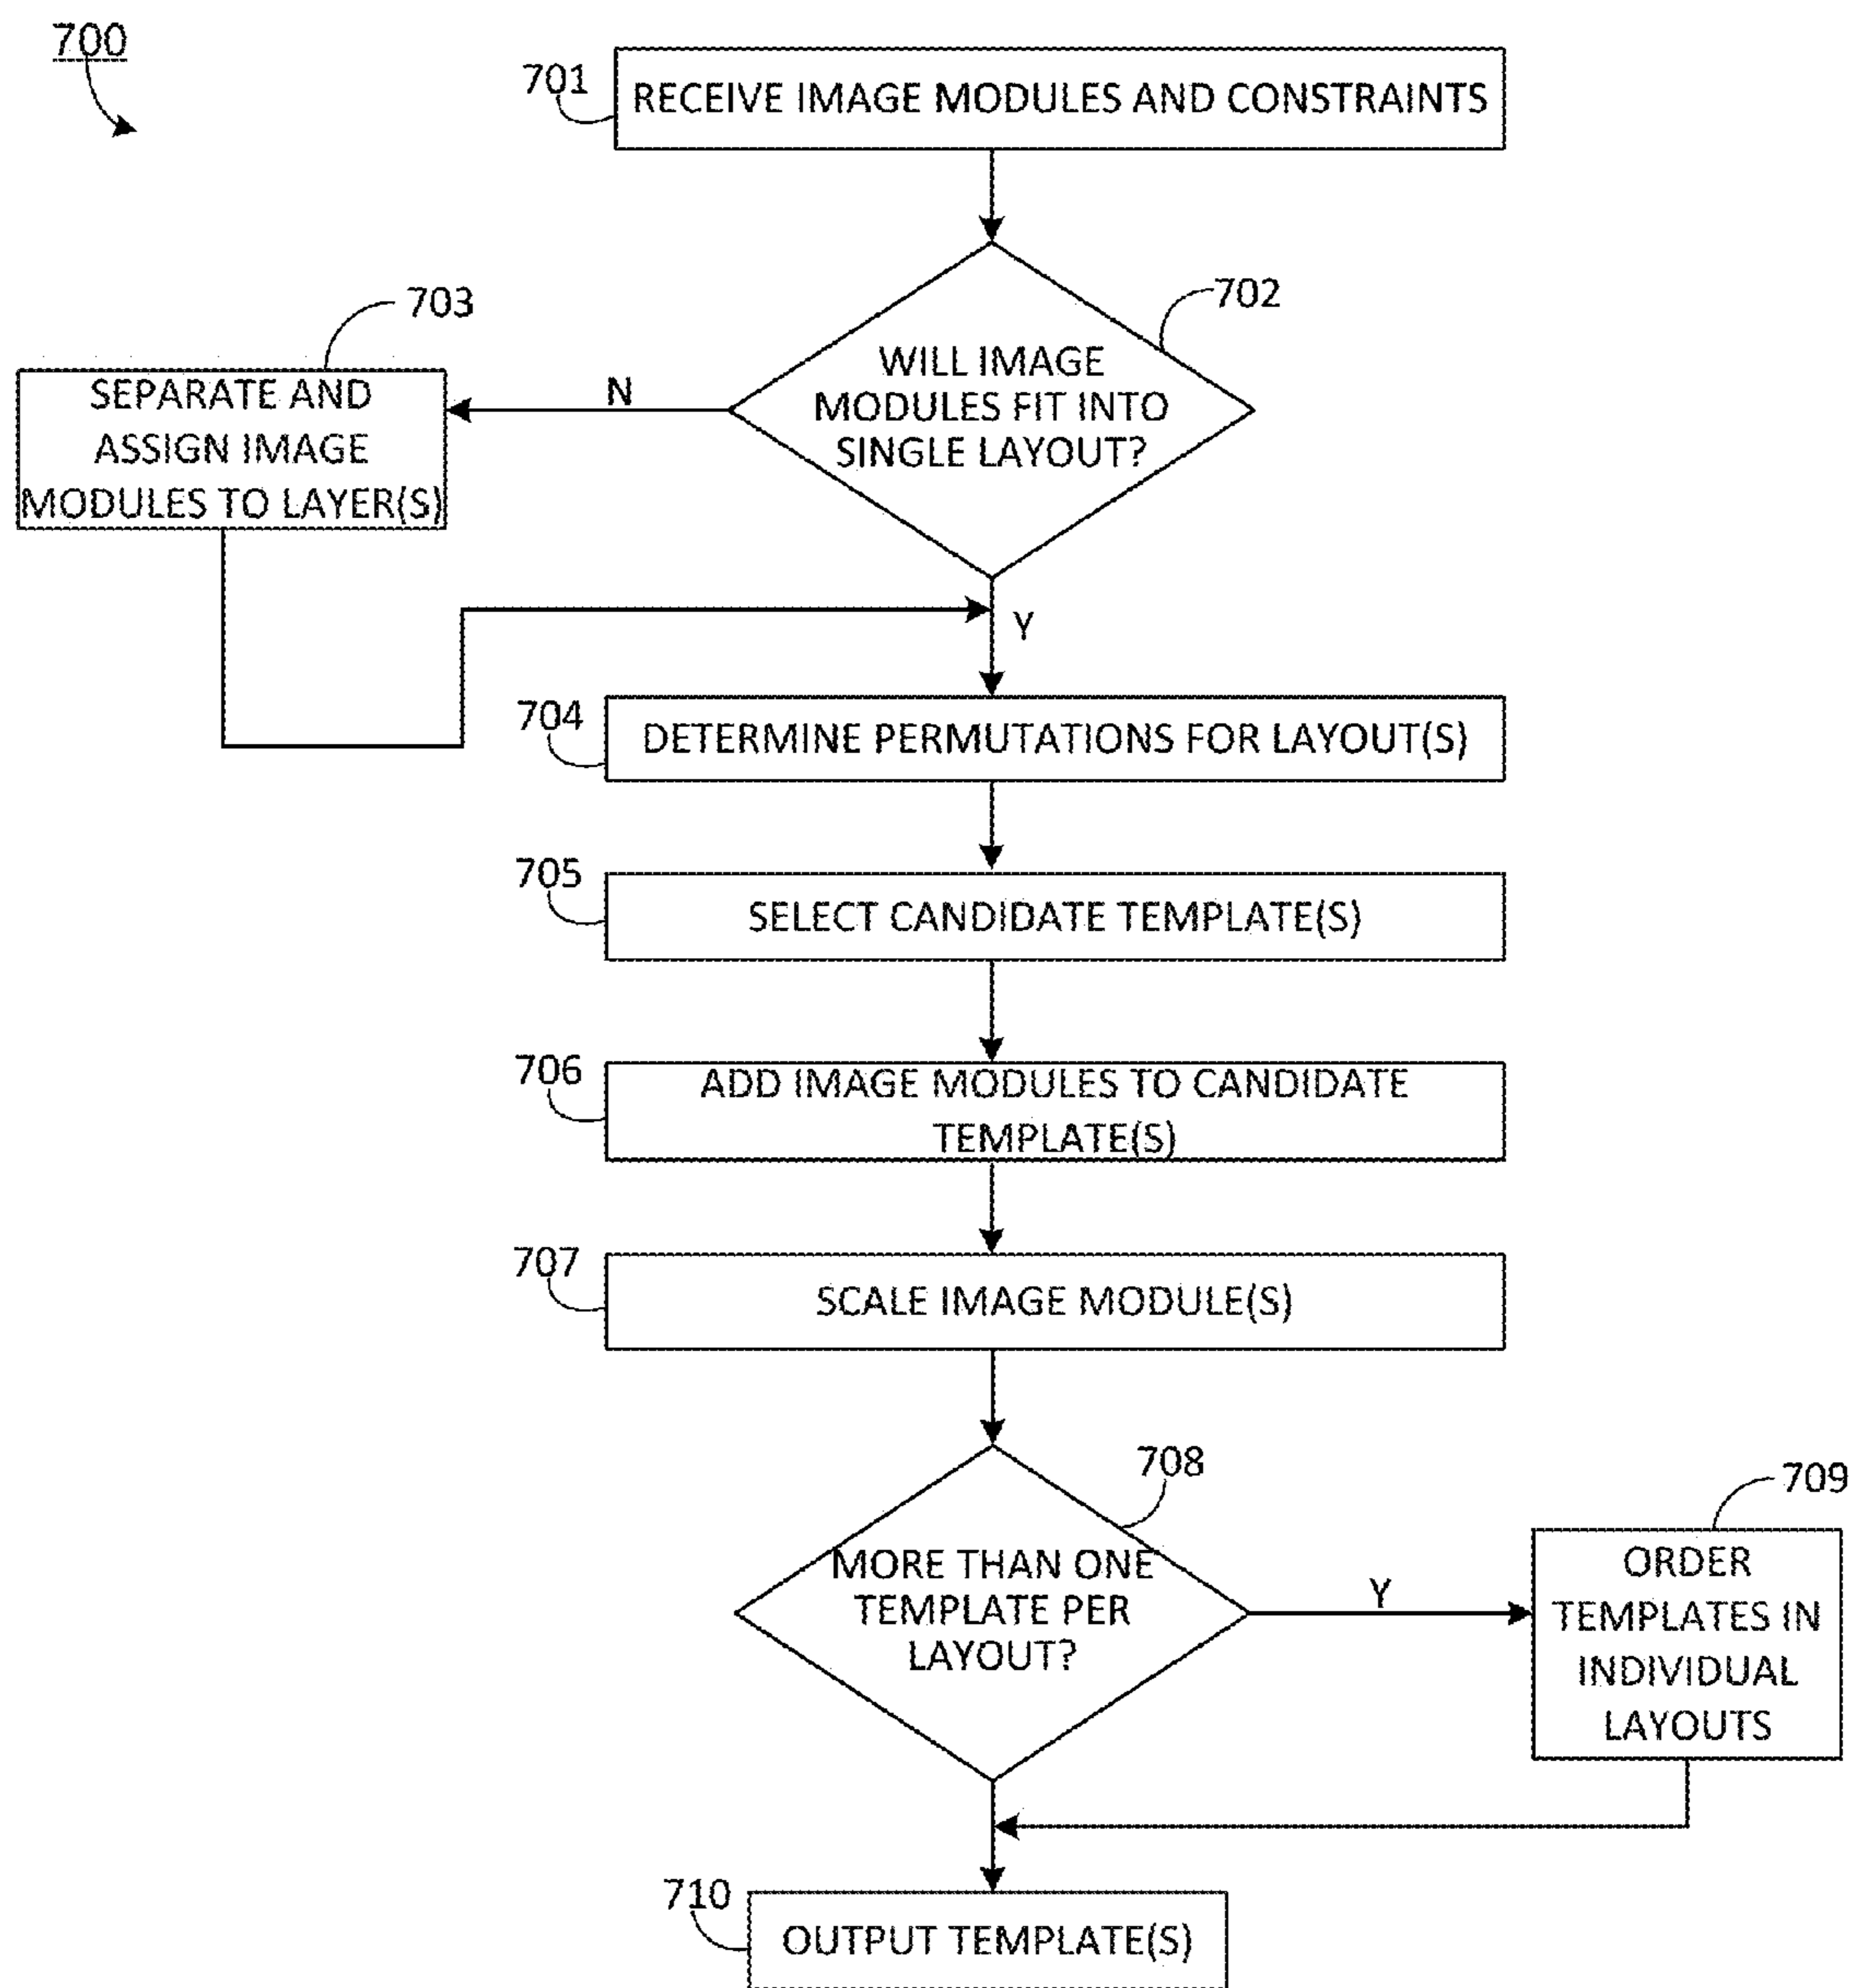 700
701
RECEIVE IMAGE MODULES AND CONSTRAINTS
702
WILL IMAGE
MODULES FIT INTO
SINGLE LAYOUT?
N
703
SEPARATE AND
ASSIGN IMAGE
MODULES TO LAYER(S)
Y
704
DETERMINE PERMUTATIONS FOR LAYOUT(S)
705
SELECT CANDIDATE TEMPLATE(S)
706
ADD IMAGE MODULES TO CANDIDATE
TEMPLATE(S)
707
SCALE IMAGE MODULE(S)
708
MORE THAN ONE
TEMPLATE PER
LAYOUT?
Y
709
ORDER
TEMPLATES IN
INDIVIDUAL
LAYOUTS
710
OUTPUT TEMPLATE(S)